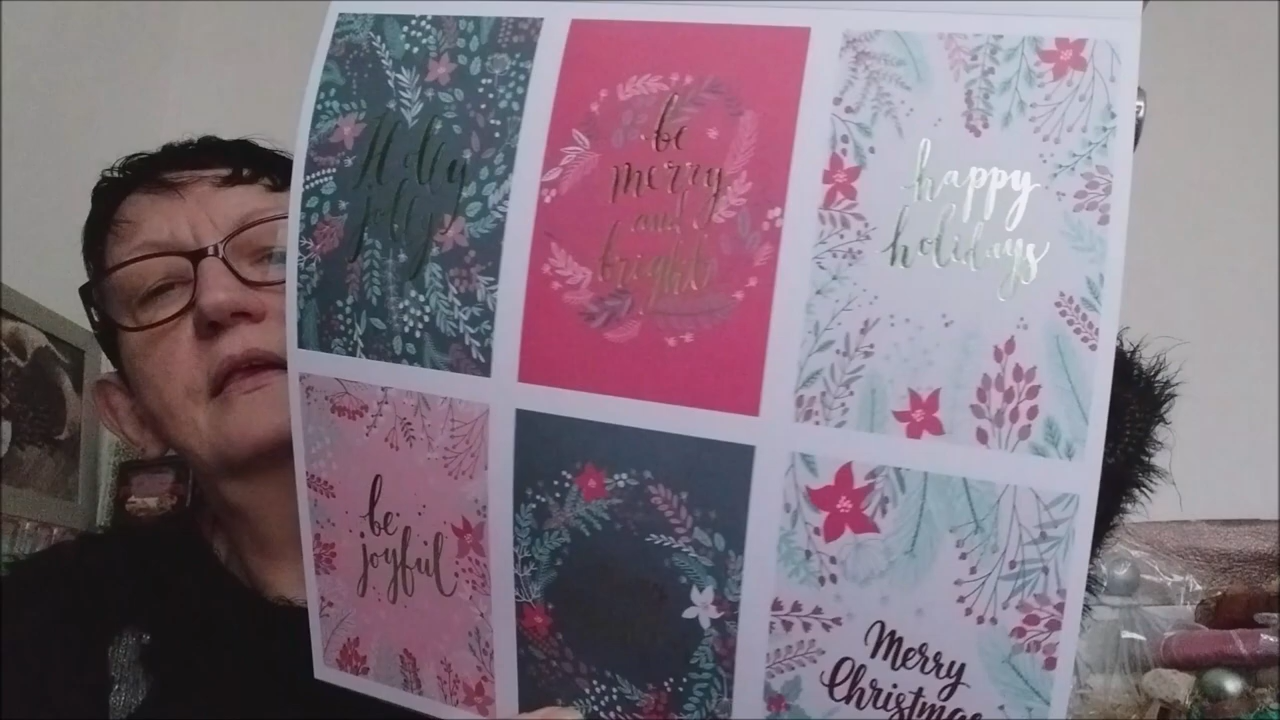 Holly
jolly
be
merry
and
bright
happy
holidays
be
joyful
Merry
Christmas